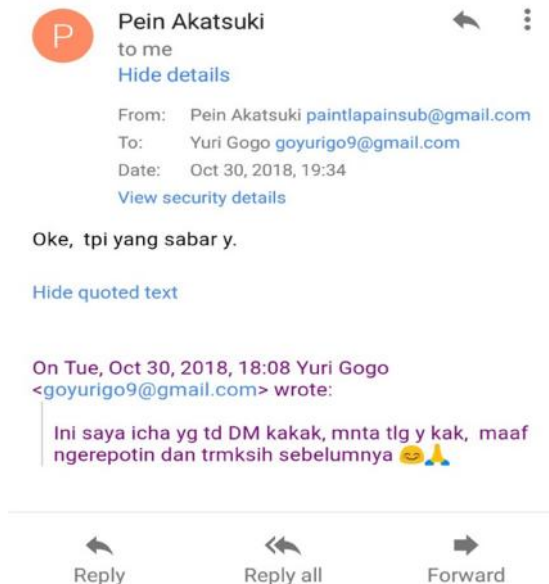 P
Pein Akatsuki
to me
Hide details
From: Pein Akatsuki paintlapainsub@gmail.com
To: Yuri Gogo goyurigo9@gmail.com
Date: Oct 30, 2018, 19:34
View security details
Oke, tpi yang sabar y.
Hide quoted text
On Tue, Oct 30, 2018, 18:08 Yuri Gogo
<goyurigo9@gmail.com> wrote:
Ini saya icha yg td DM kakak, mnta tlg y kak, maaf
ngerepotin dan trmksih sebelumnya 😊🙏
Reply Reply all Forward